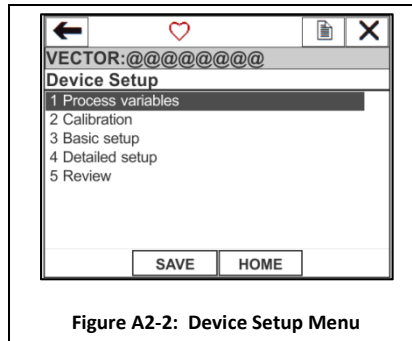 VECTOR:@@@@@@@@
Device Setup
1 Process variables
2 Calibration
3 Basic setup
4 Detailed setup
5 Review
SAVE HOME
Figure A2-2: Device Setup Menu